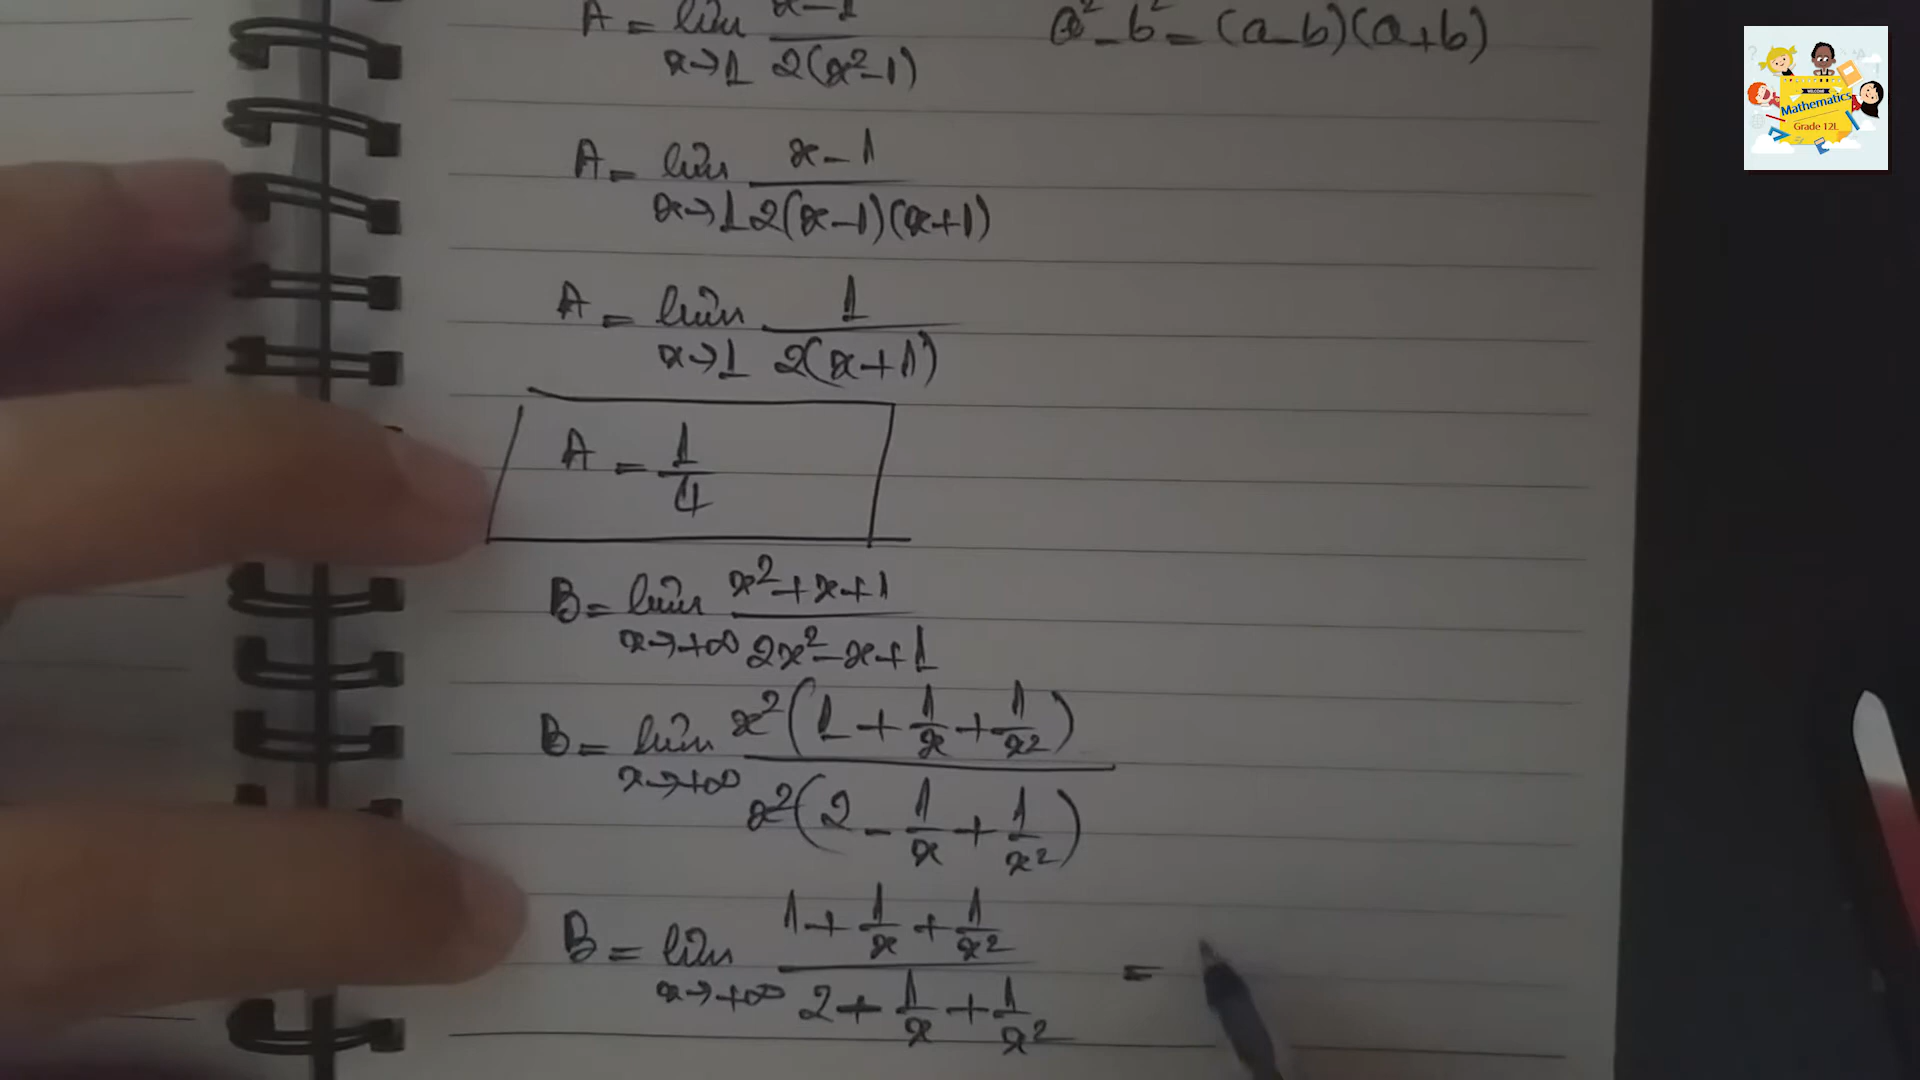 A = lim x-1
x→1 2(x²-1)
a² - b² = (a-b)(a+b)
WELCOME
Mathematics
Grade 12L
A = lim x-1
x→1 2(x-1)(x+1)
A = lim 1
x→1 2(x+1)
A = 1/4
B = lim x²+x+1
x→+∞ 2x²-x+1
B = lim x²(1 + 1/x + 1/x²)
x→+∞ x²(2 - 1/x + 1/x²)
B = lim 1 + 1/x + 1/x²
x→+∞ 2 + 1/x + 1/x²
=